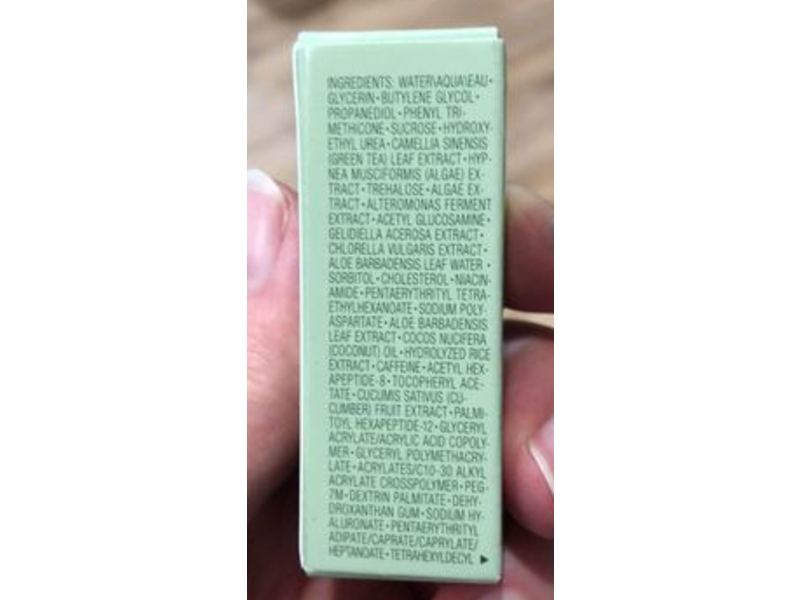 INGREDIENTS: WATER\AQUA\EAU•
GLYCERIN•BUTYLENE GLYCOL•
PROPANEDIOL•PHENYL TRI-
METHICONE•SUCROSE•HYDROXY-
ETHYL UREA•CAMELLIA SINENSIS
(GREEN TEA) LEAF EXTRACT•HYP-
NEA MUSCIFORMIS (ALGAE) EX-
TRACT•TREHALOSE•ALGAE EX-
TRACT•ALTEROMONAS FERMENT
EXTRACT•ACETYL GLUCOSAMINE•
GELIDIELLA ACEROSA EXTRACT•
CHLORELLA VULGARIS EXTRACT•
ALOE BARBADENSIS LEAF WATER•
SORBITOL•CHOLESTEROL•NIACIN-
AMIDE•PENTAERYTHRITYL TETRA-
ETHYLHEXANOATE•SODIUM POLY-
ASPARTATE•ALOE BARBADENSIS
LEAF EXTRACT•COCOS NUCIFERA
(COCONUT) OIL•HYDROLYZED RICE
EXTRACT•CAFFEINE•ACETYL HEX-
APEPTIDE-8•TOCOPHERYL ACE-
TATE•CUCUMIS SATIVUS (CU-
CUMBER) FRUIT EXTRACT•PALMI-
TOYL HEXAPEPTIDE-12•GLYCERYL
ACRYLATE/ACRYLIC ACID COPOLY-
MER•GLYCERYL POLYMETHACRY-
LATE•ACRYLATES/C10-30 ALKYL
ACRYLATE CROSSPOLYMER•PEG-
7M•DEXTRIN PALMITATE•DEHY-
DROXANTHAN GUM•SODIUM HY-
ALURONATE•PENTAERYTHRITYL
ADIPATE/CAPRATE/CAPRYLATE/
HEPTANOATE•TETRAHEXYLDECYL ▶